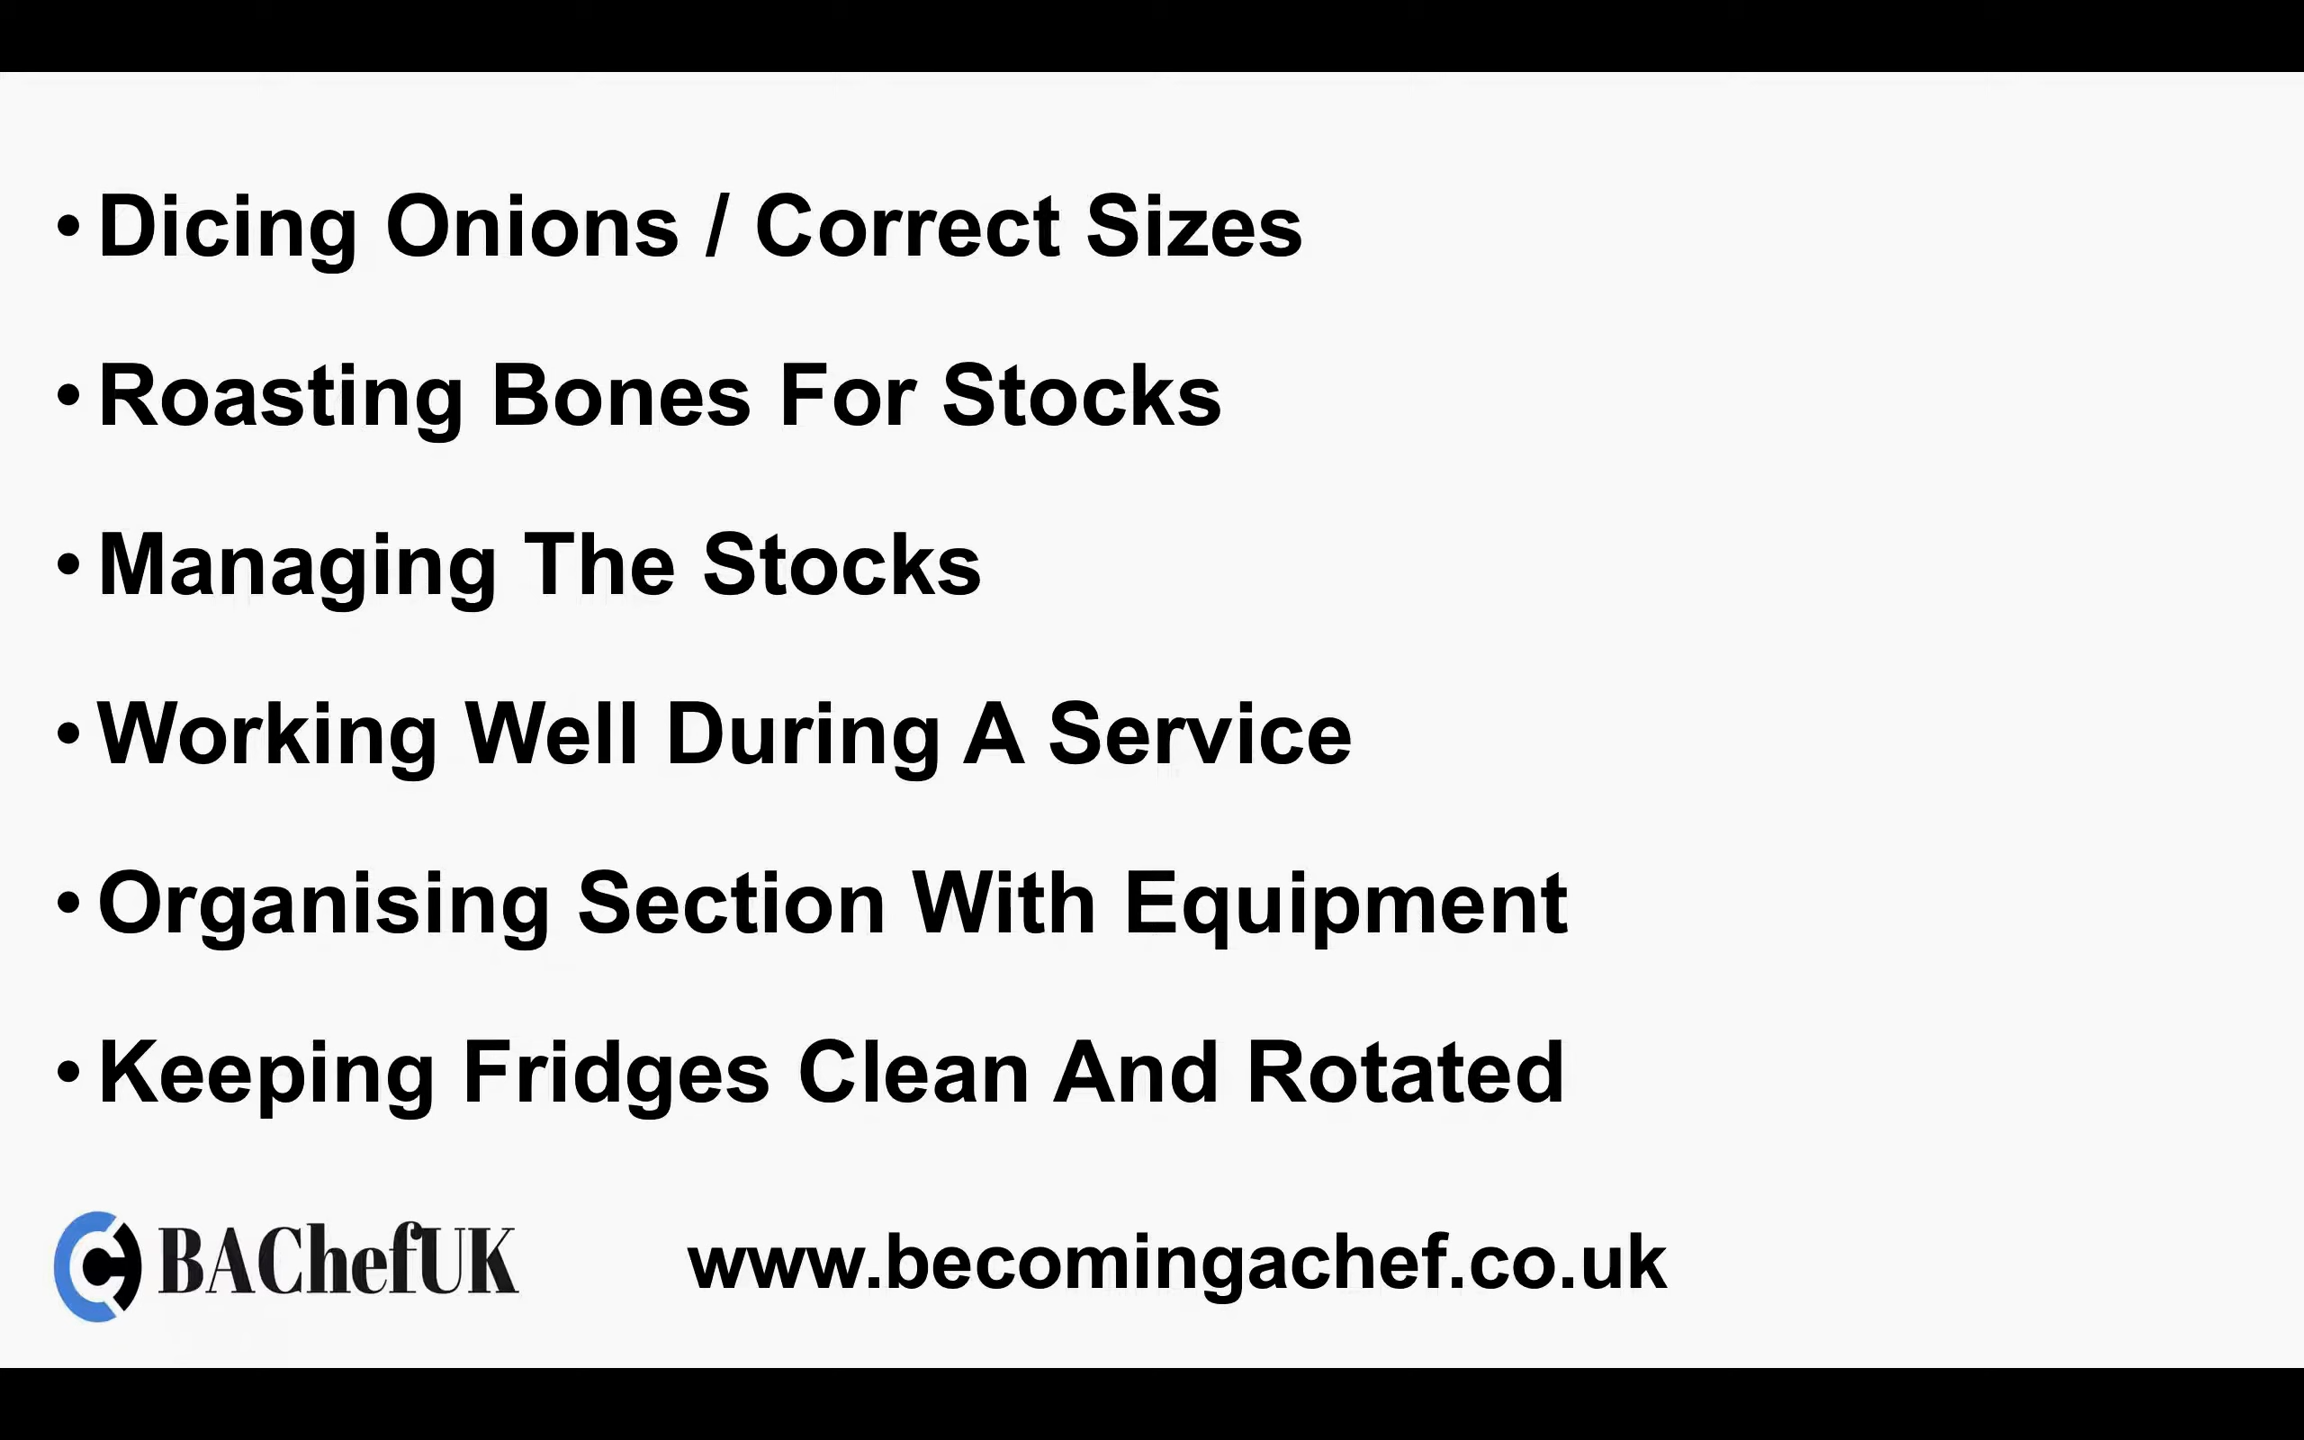 • Dicing Onions / Correct Sizes
• Roasting Bones For Stocks
• Managing The Stocks
• Working Well During A Service
• Organising Section With Equipment
• Keeping Fridges Clean And Rotated
BAChefUK www.becomingachef.co.uk